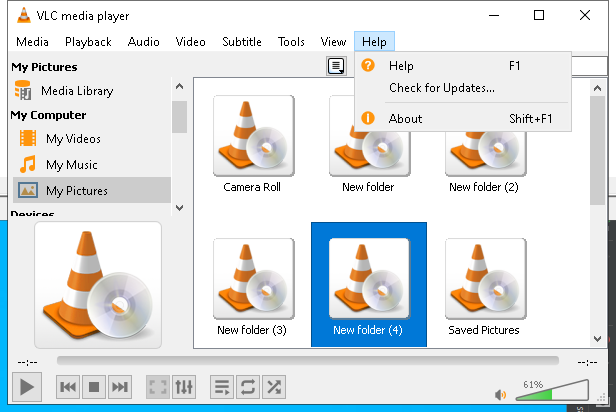 VLC media player
Media Playback Audio Video Subtitle Tools View Help
My Pictures
Media Library
My Computer
My Videos
My Music
My Pictures
Devices
Help F1
Check for Updates...
About Shift+F1
Camera Roll New folder New folder (2)
New folder (3) New folder (4) Saved Pictures
--:-- --:--
61%